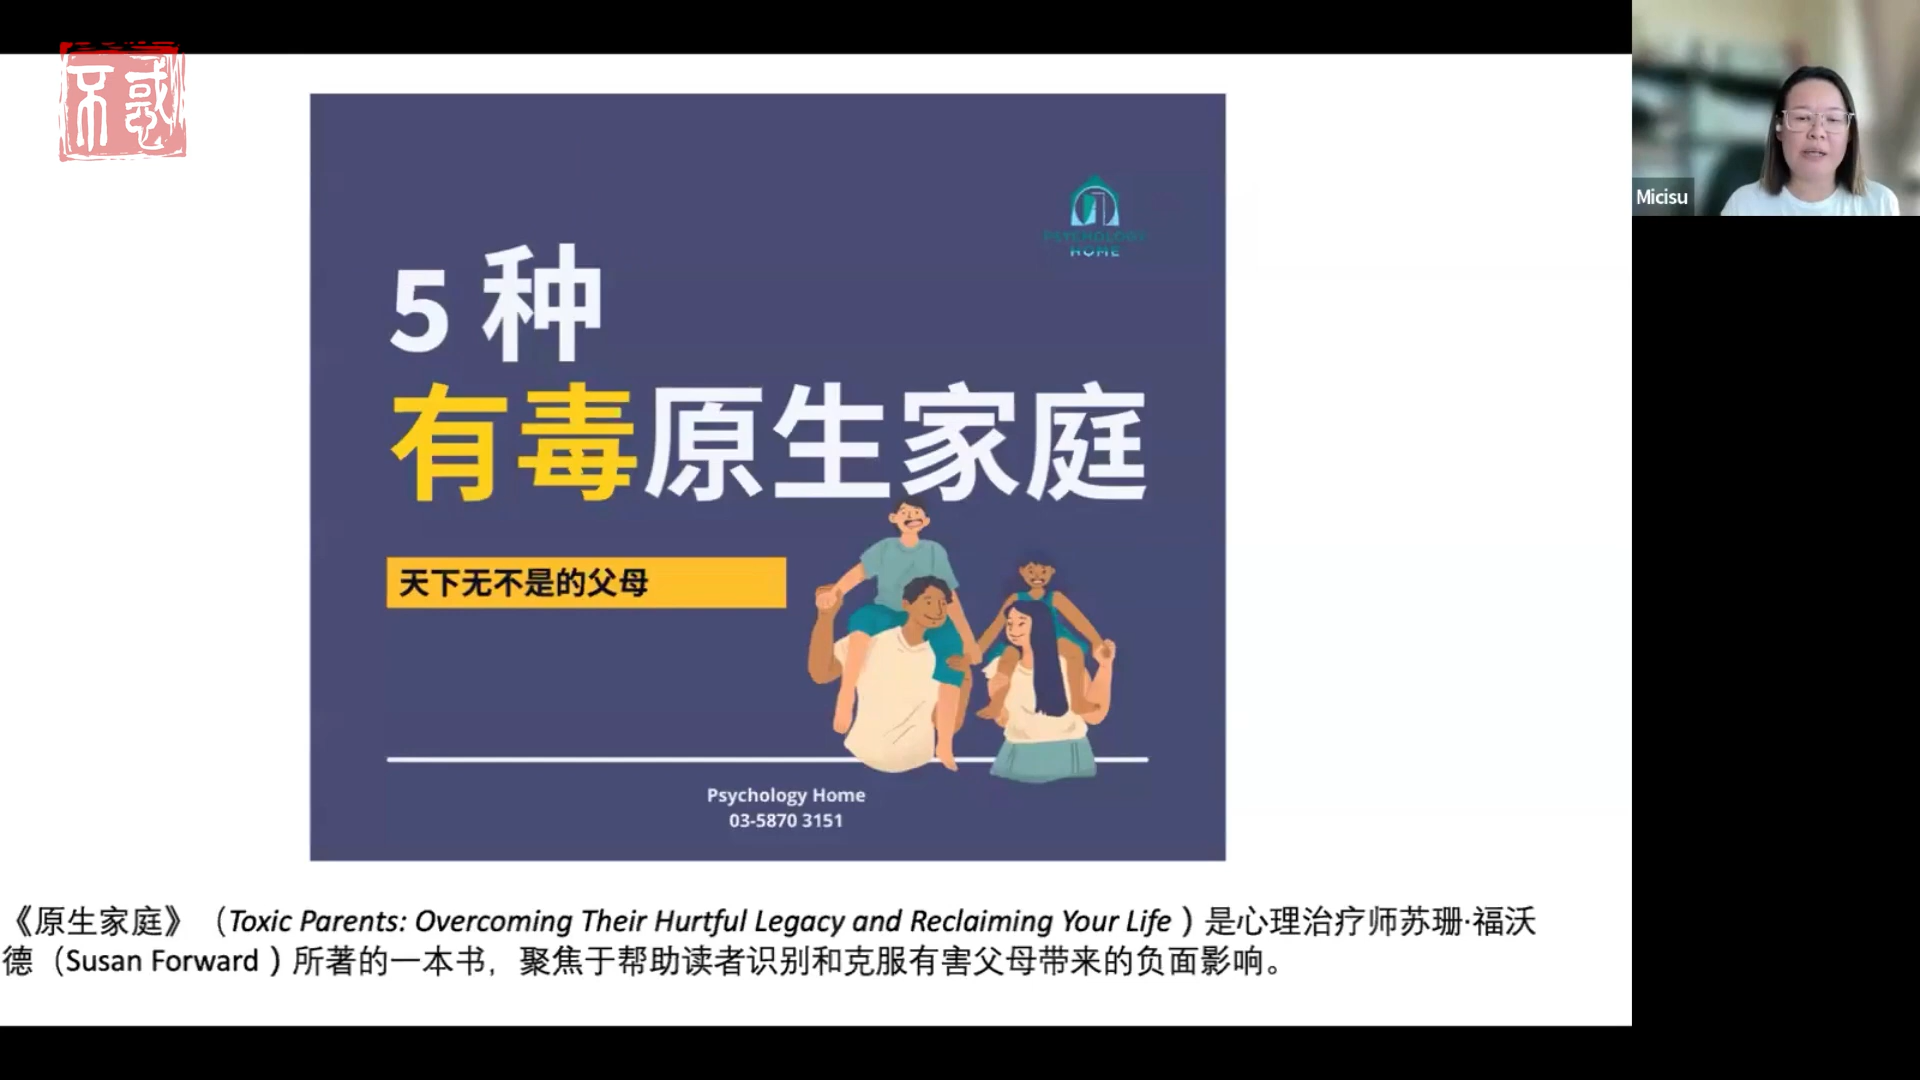 不惑
PSYCHOLOGY
HOME
5 种
有毒原生家庭
天下无不是的父母
Psychology Home
03-5870 3151
《原生家庭》（Toxic Parents: Overcoming Their Hurtful Legacy and Reclaiming Your Life）是心理治疗师苏珊·福沃
德（Susan Forward）所著的一本书，聚焦于帮助读者识别和克服有害父母带来的负面影响。
Micisu